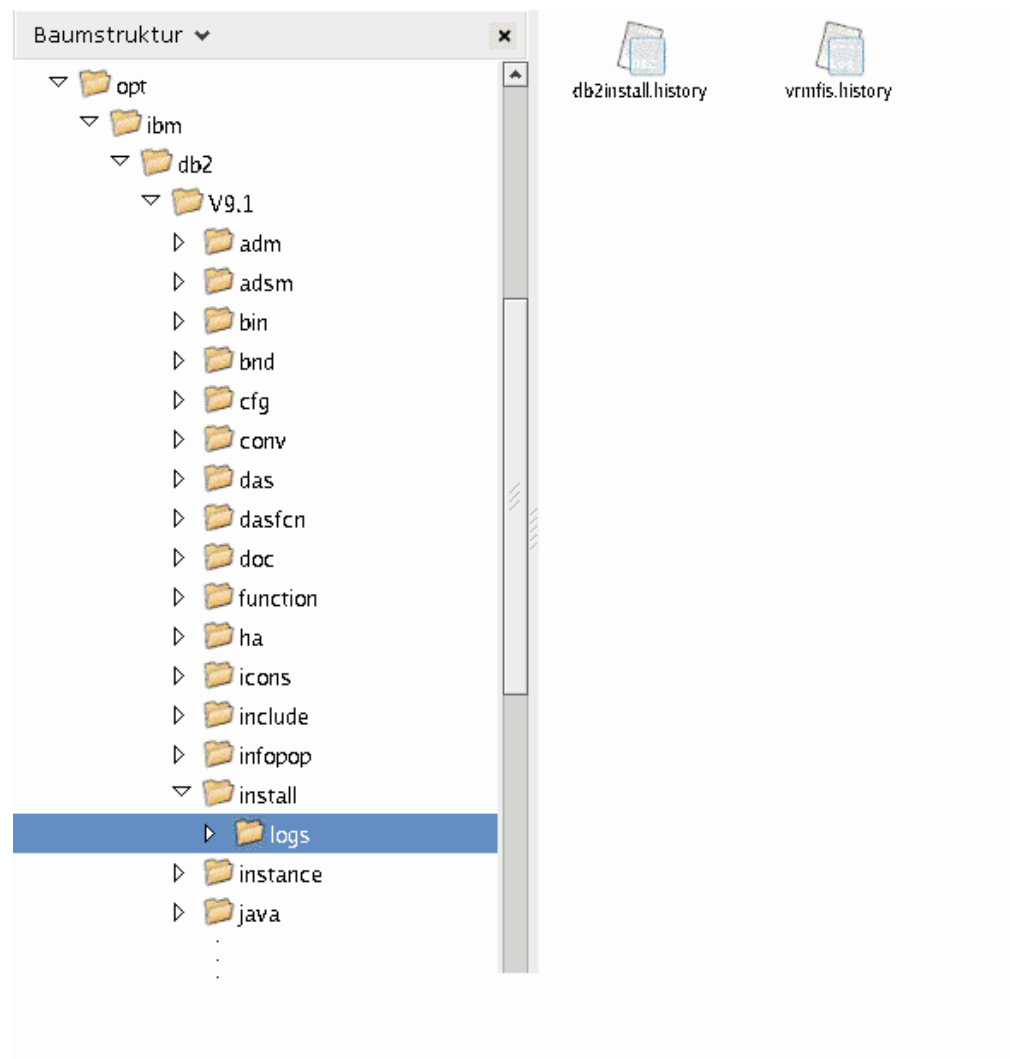 Baumstruktur
opt
ibm
db2
V9.1
adm
adsm
bin
bnd
cfg
conv
das
dasfcn
doc
function
ha
icons
include
infopop
install
logs
instance
java
.
.
.
db2install.history
vrmfis.history